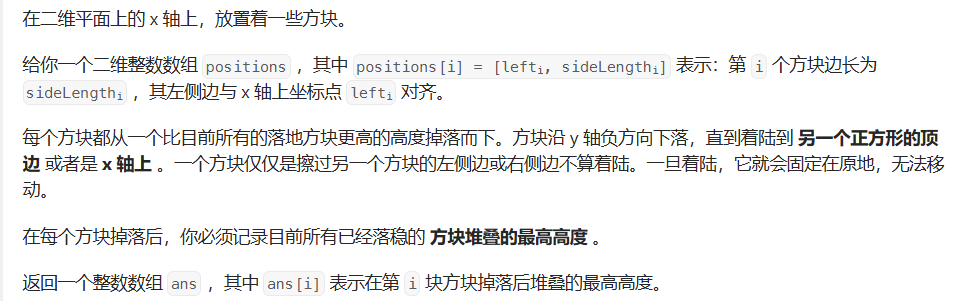 在二维平面上的 x 轴上，放置着一些方块。
给你一个二维整数数组 positions ，其中 positions[i] = [lefti, sideLengthi] 表示：第 i 个方块边长为
sideLengthi ，其左侧边与 x 轴上坐标点 lefti 对齐。
每个方块都从一个比目前所有的落地方块更高的高度掉落而下。方块沿 y 轴负方向下落，直到着陆到 另一个正方形的顶
边 或者是 x 轴上 。一个方块仅仅是擦过另一个方块的左侧边或右侧边不算着陆。一旦着陆，它就会固定在原地，无法移
动。
在每个方块掉落后，你必须记录目前所有已经落稳的 方块堆叠的最高高度 。
返回一个整数数组 ans ，其中 ans[i] 表示在第 i 块方块掉落后堆叠的最高高度。